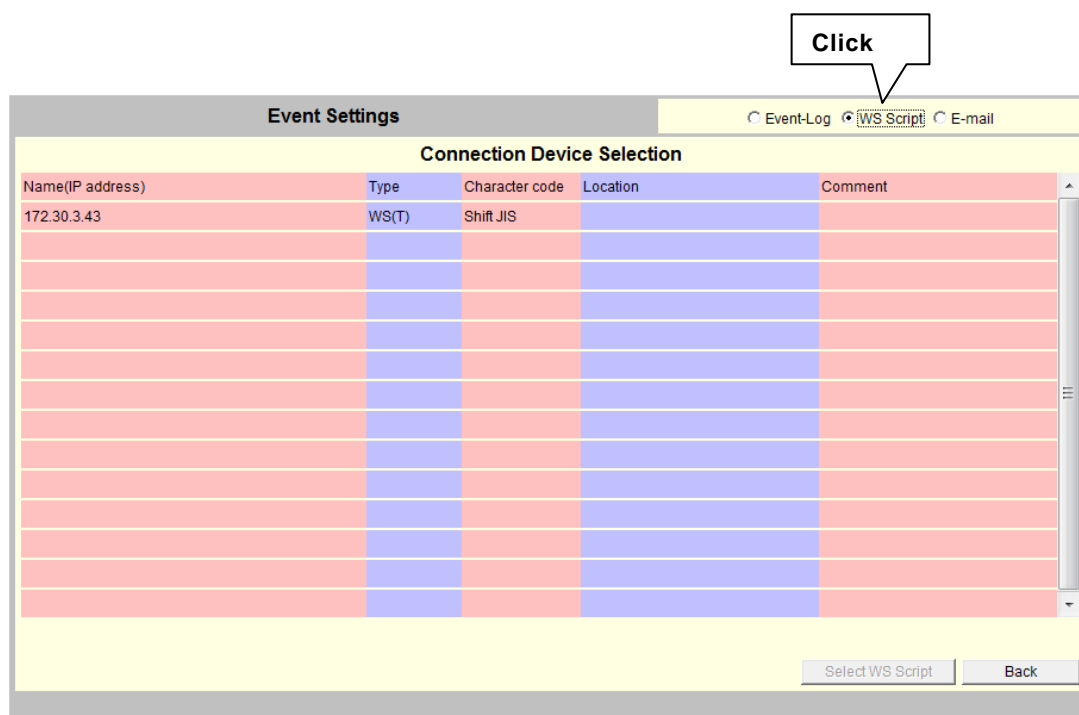 Click
Event Settings
Event-Log WS Script E-mail
Connection Device Selection
Name(IP address) Type Character code Location Comment
172.30.3.43 WS(T) Shift JIS
Select WS Script Back